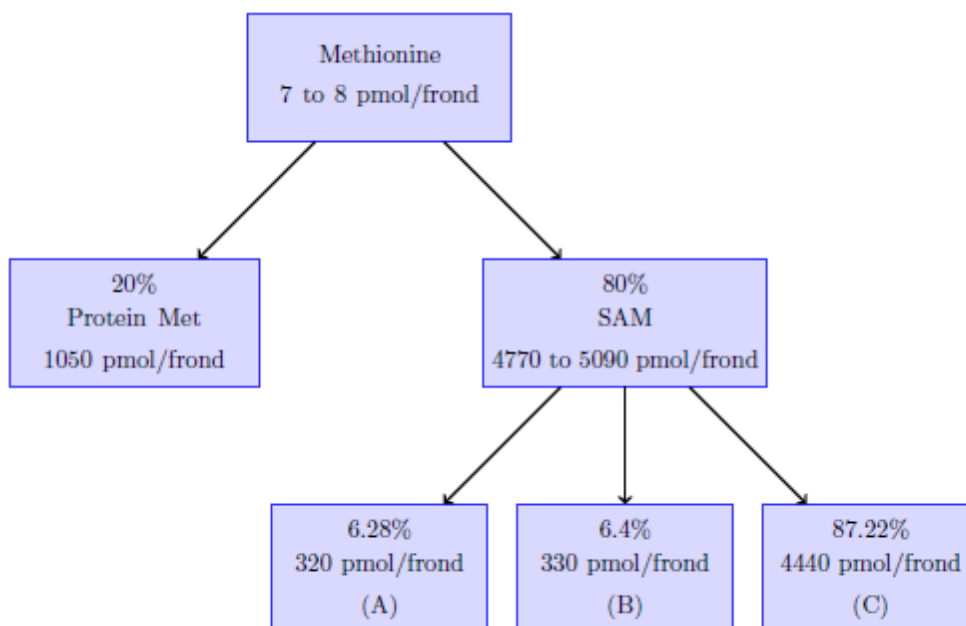 Methionine
7 to 8 pmol/frond
20%
Protein Met
1050 pmol/frond
80%
SAM
4770 to 5090 pmol/frond
6.28%
320 pmol/frond
(A)
6.4%
330 pmol/frond
(B)
87.22%
4440 pmol/frond
(C)